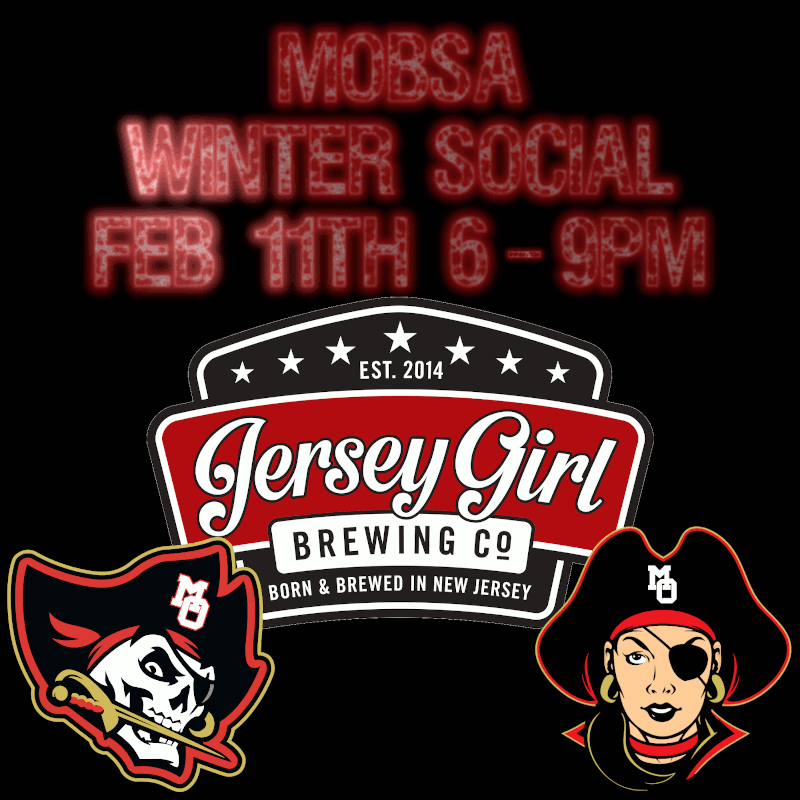 MOBSA
WINTER SOCIAL
FEB 11TH 6 - 9PM
EST. 2014
Jersey Girl
BREWING Co
BORN & BREWED IN NEW JERSEY
MO
MO